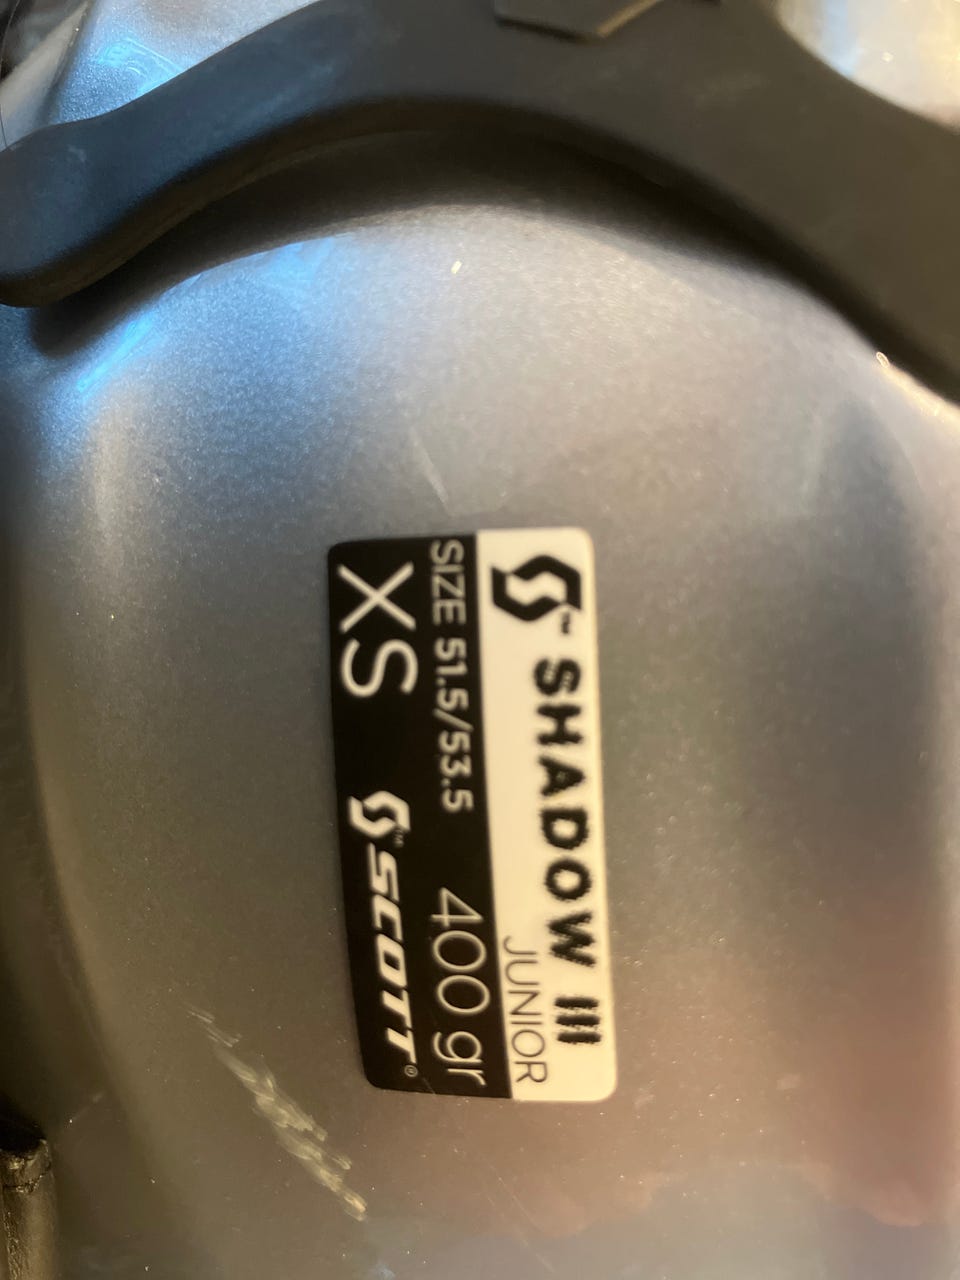 SHADOW III
JUNIOR
SIZE 51.5/53.5 400 gr
XS SCOTT®